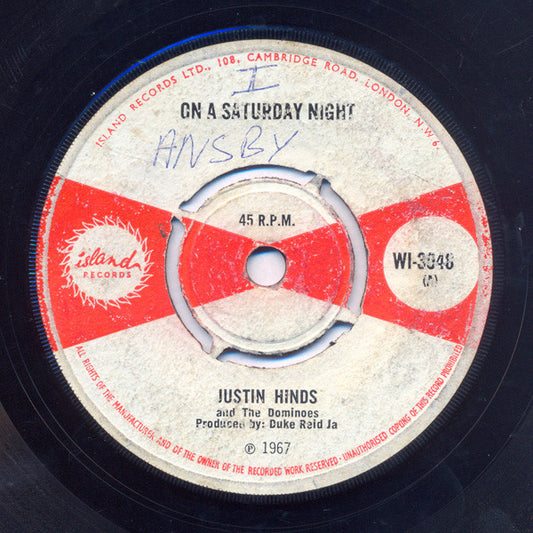 ISLAND RECORDS LTD., 108, CAMBRIDGE ROAD, LONDON, N.W.6.
I
ON A SATURDAY NIGHT
ANSBY
45 R.P.M.
island
RECORDS
WI-3048
(A)
JUSTIN HINDS
and The Dominoes
Produced by: Duke Reid Ja
℗ 1967
ALL RIGHTS OF THE MANUFACTURER AND OF THE OWNER OF THE RECORDED WORK RESERVED · UNAUTHORISED COPYING OF THIS RECORD PROHIBITED